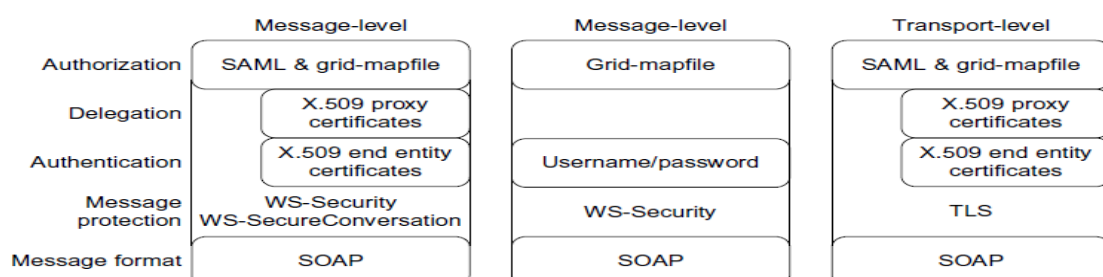 Message-level Message-level Transport-level
Authorization SAML & grid-mapfile Grid-mapfile SAML & grid-mapfile
Delegation X.509 proxy certificates X.509 proxy certificates
Authentication X.509 end entity certificates Username/password X.509 end entity certificates
Message protection WS-Security WS-SecureConversation WS-Security TLS
Message format SOAP SOAP SOAP